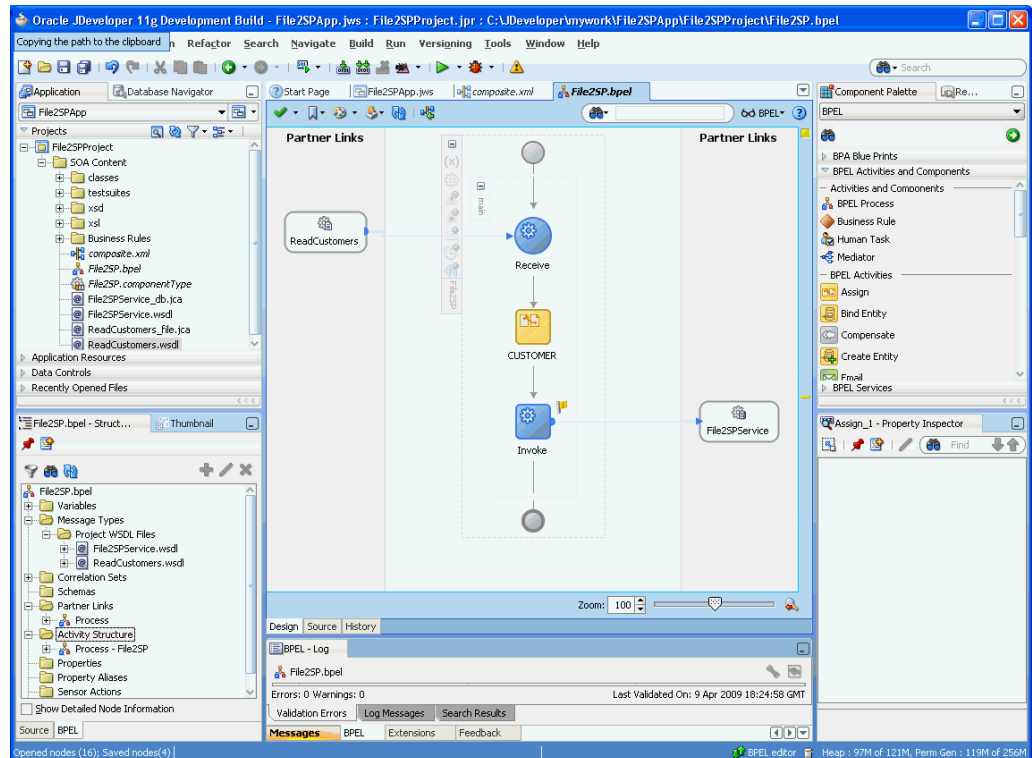 Oracle JDeveloper 11g Development Build - File2SPApp.jws : File2SPProject.jpr : C:\JDeveloper\mywork\File2SPApp\File2SPProject\File2SP.bpel
Copying the path to the clipboard n Refactor Search Navigate Build Run Versioning Tools Window Help
Search
Application Database Navigator
File2SPApp
Projects
File2SPProject
SOA Content
classes
testsuites
xsd
xsl
Business Rules
composite.xml
File2SP.bpel
File2SP.componentType
File2SPService_db.jca
File2SPService.wsdl
ReadCustomers_file.jca
ReadCustomers.wsdl
Application Resources
Data Controls
Recently Opened Files
File2SP.bpel - Struct... Thumbnail
File2SP.bpel
Variables
Message Types
Project WSDL Files
File2SPService.wsdl
ReadCustomers.wsdl
Correlation Sets
Schemas
Partner Links
Process
Activity Structure
Process - File2SP
Properties
Property Aliases
Sensor Actions
Show Detailed Node Information
Source BPEL
Start Page File2SPApp.jws composite.xml File2SP.bpel
BPEL
Partner Links Partner Links
(x)
main
File2SP
ReadCustomers
Receive
CUSTOMER
Invoke
File2SPService
Zoom: 100
Design Source History
BPEL - Log
File2SP.bpel
Errors: 0 Warnings: 0 Last Validated On: 9 Apr 2009 18:24:58 GMT
Validation Errors Log Messages Search Results
Messages BPEL Extensions Feedback
Component Palette Re...
BPEL
BPA Blue Prints
BPEL Activities and Components
Activities and Components
BPEL Process
Business Rule
Human Task
Mediator
BPEL Activities
Assign
Bind Entity
Compensate
Create Entity
Email
BPEL Services
Assign_1 - Property Inspector
Find
Opened nodes (16); Saved nodes(4) BPEL editor Heap : 97M of 121M, Perm Gen : 119M of 256M